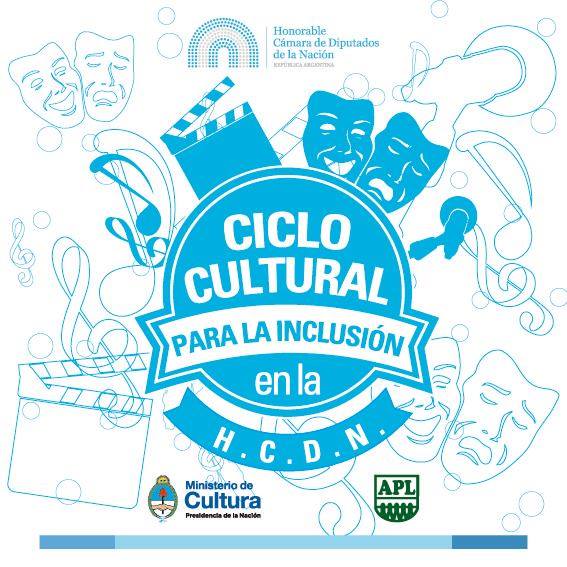 Honorable
Cámara de Diputados
de la Nación
REPÚBLICA ARGENTINA
CICLO
CULTURAL
PARA LA INCLUSIÓN
en la
H.C.D.N.
Ministerio de
Cultura
Presidencia de la Nación
APL